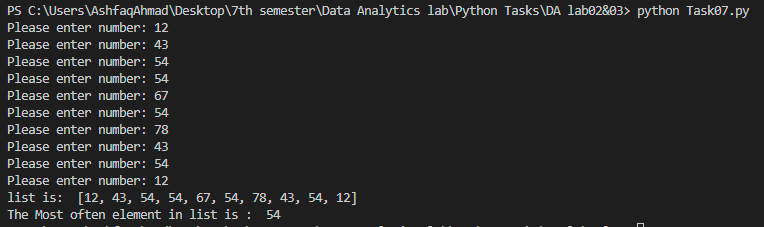 PS C:\Users\AshfaqAhmad\Desktop\7th semester\Data Analytics lab\Python Tasks\DA lab02&03> python Task07.py
Please enter number: 12
Please enter number: 43
Please enter number: 54
Please enter number: 54
Please enter number: 67
Please enter number: 54
Please enter number: 78
Please enter number: 43
Please enter number: 54
Please enter number: 12
list is:  [12, 43, 54, 54, 67, 54, 78, 43, 54, 12]
The Most often element in list is :  54